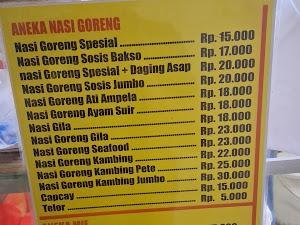 ANEKA NASI GORENG
Nasi Goreng Spesial ........ Rp. 15.000
Nasi Goreng Sosis Bakso ........ Rp. 17.000
nasi Goreng Spesial + Daging Asap Rp. 20.000
Nasi Goreng Sosis Jumbo ........ Rp. 20.000
Nasi Goreng Ati Ampela ........ Rp. 18.000
Nasi Goreng Ayam Suir ........ Rp. 18.000
Nasi Gila ........ Rp. 18.000
Nasi Goreng Gila ........ Rp. 23.000
Nasi Goreng Seafood ........ Rp. 23.000
Nasi Goreng Kambing ........ Rp. 22.000
Nasi Goreng Kambing Pete ........ Rp. 25.000
Nasi Goreng Kambing Jumbo ........ Rp. 30.000
Capcay ........ Rp. 15.000
Telor ........ Rp. 5.000